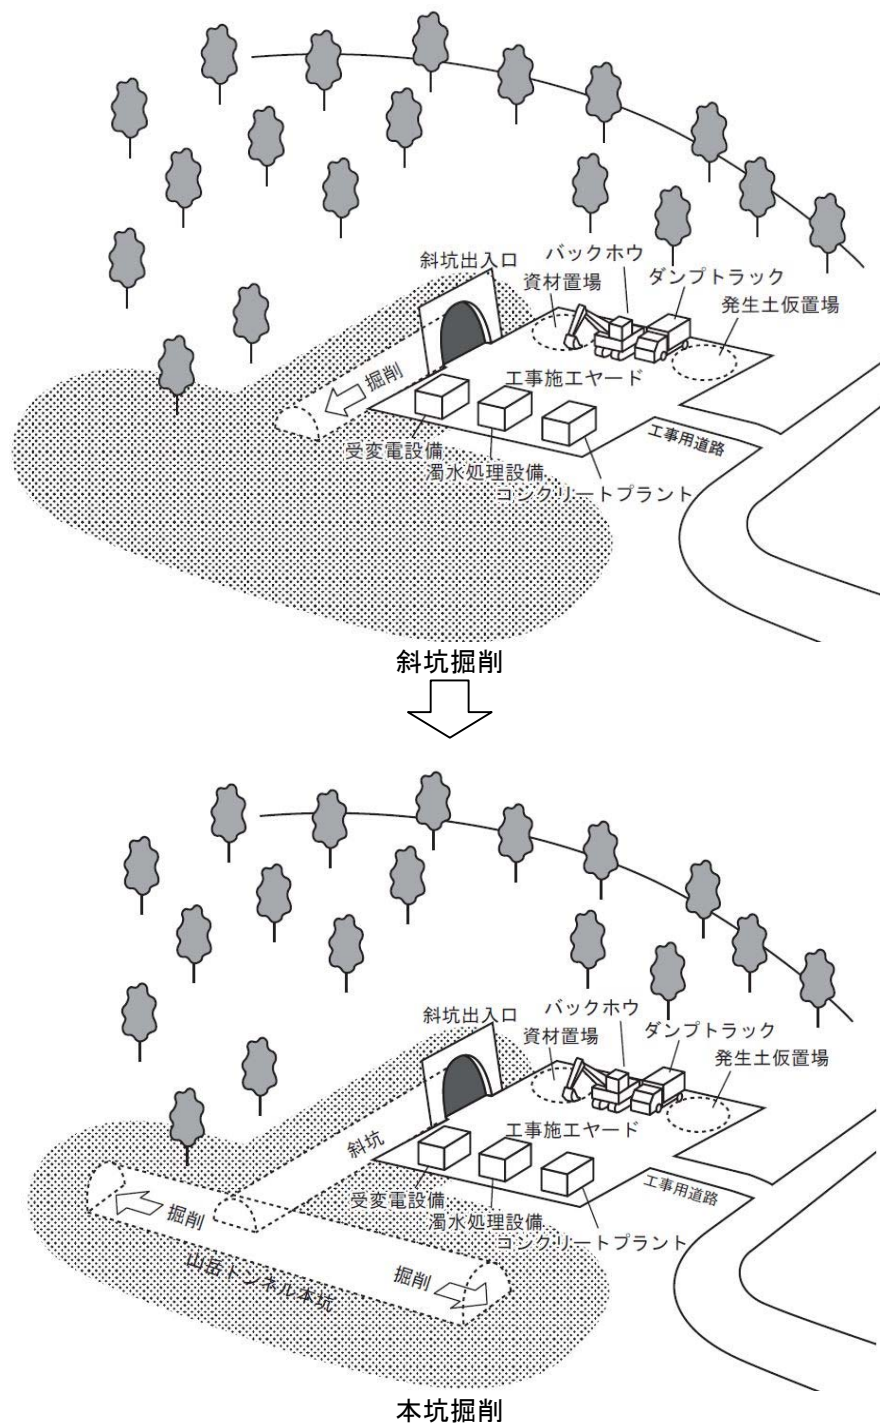 バックホウ
斜坑出入口
資材置場
ダンプトラック
発生土仮置場
掘削
工事施工ヤード
受変電設備
濁水処理設備
コンクリートプラント
工事用道路
斜坑掘削
バックホウ
斜坑出入口
資材置場
ダンプトラック
発生土仮置場
斜坑
工事施工ヤード
受変電設備
濁水処理設備
コンクリートプラント
工事用道路
掘削
山岳トンネル本坑
掘削
本坑掘削